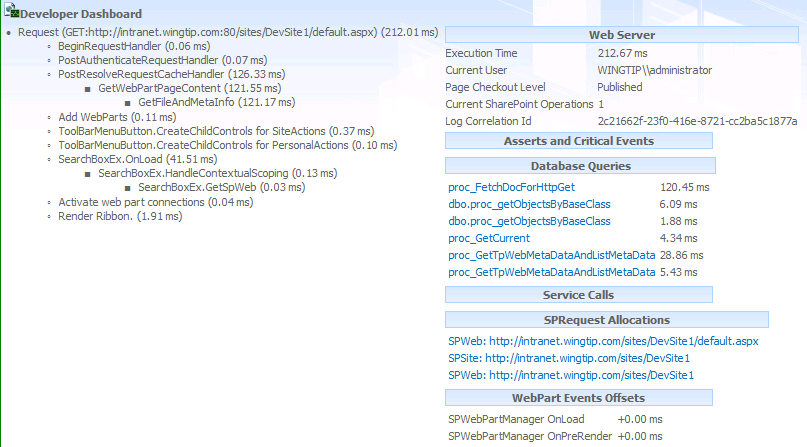 Developer Dashboard
Request (GET:http://intranet.wingtip.com:80/sites/DevSite1/default.aspx) (212.01 ms)
BeginRequestHandler (0.06 ms)
PostAuthenticateRequestHandler (0.07 ms)
PostResolveRequestCacheHandler (126.33 ms)
GetWebPartPageContent (121.55 ms)
GetFileAndMetaInfo (121.17 ms)
Add WebParts (0.11 ms)
ToolBarMenuButton.CreateChildControls for SiteActions (0.37 ms)
ToolBarMenuButton.CreateChildControls for PersonalActions (0.10 ms)
SearchBoxEx.OnLoad (41.51 ms)
SearchBoxEx.HandleContextualScoping (0.13 ms)
SearchBoxEx.GetSpWeb (0.03 ms)
Activate web part connections (0.04 ms)
Render Ribbon. (1.91 ms)
Web Server
Execution Time 212.67 ms
Current User WINGTIP\\administrator
Page Checkout Level Published
Current SharePoint Operations 1
Log Correlation Id 2c21662f-23f0-416e-8721-cc2ba5c1877a
Asserts and Critical Events
Database Queries
proc_FetchDocForHttpGet 120.45 ms
dbo.proc_getObjectsByBaseClass 6.09 ms
dbo.proc_getObjectsByBaseClass 1.88 ms
proc_GetCurrent 4.34 ms
proc_GetTpWebMetaDataAndListMetaData 28.86 ms
proc_GetTpWebMetaDataAndListMetaData 5.43 ms
Service Calls
SPRequest Allocations
SPWeb: http://intranet.wingtip.com/sites/DevSite1/default.aspx
SPSite: http://intranet.wingtip.com/sites/DevSite1
SPWeb: http://intranet.wingtip.com/sites/DevSite1
WebPart Events Offsets
SPWebPartManager OnLoad +0.00 ms
SPWebPartManager OnPreRender +0.00 ms